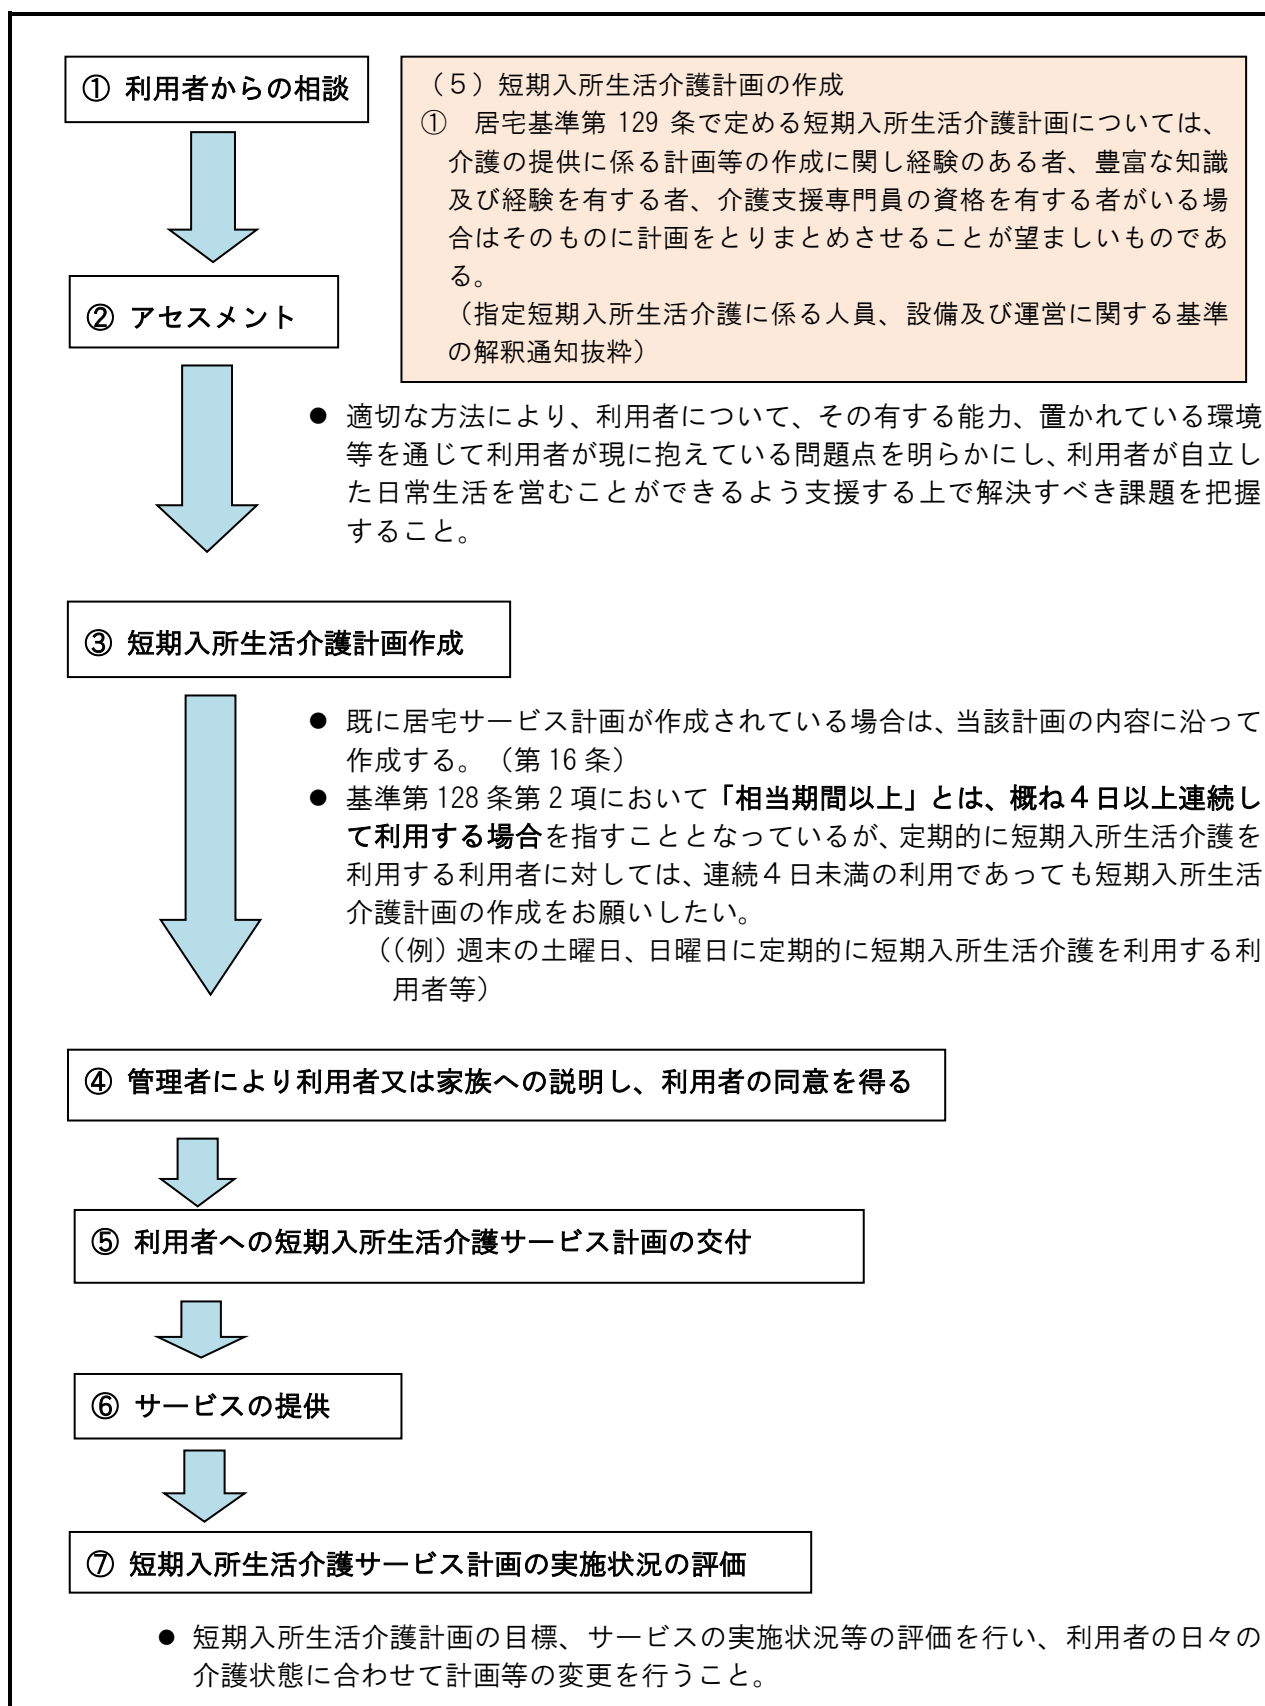 ① 利用者からの相談
（５）短期入所生活介護計画の作成
① 居宅基準第 129 条で定める短期入所生活介護計画については、
介護の提供に係る計画等の作成に関し経験のある者、豊富な知識
及び経験を有する者、介護支援専門員の資格を有する者がいる場
合はそのものに計画をとりまとめさせることが望ましいものであ
る。
（指定短期入所生活介護に係る人員、設備及び運営に関する基準
の解釈通知抜粋）
② アセスメント
● 適切な方法により、利用者について、その有する能力、置かれている環境
等を通じて利用者が現に抱えている問題点を明らかにし、利用者が自立し
た日常生活を営むことができるよう支援する上で解決すべき課題を把握
すること。
③ 短期入所生活介護計画作成
● 既に居宅サービス計画が作成されている場合は、当該計画の内容に沿って
作成する。（第 16 条）
● 基準第 128 条第 2 項において「相当期間以上」とは、概ね４日以上連続し
て利用する場合を指すこととなっているが、定期的に短期入所生活介護を
利用する利用者に対しては、連続４日未満の利用であっても短期入所生活
介護計画の作成をお願いしたい。
（(例) 週末の土曜日、日曜日に定期的に短期入所生活介護を利用する利
用者等）
④ 管理者により利用者又は家族への説明し、利用者の同意を得る
⑤ 利用者への短期入所生活介護サービス計画の交付
⑥ サービスの提供
⑦ 短期入所生活介護サービス計画の実施状況の評価
● 短期入所生活介護計画の目標、サービスの実施状況等の評価を行い、利用者の日々の
介護状態に合わせて計画等の変更を行うこと。